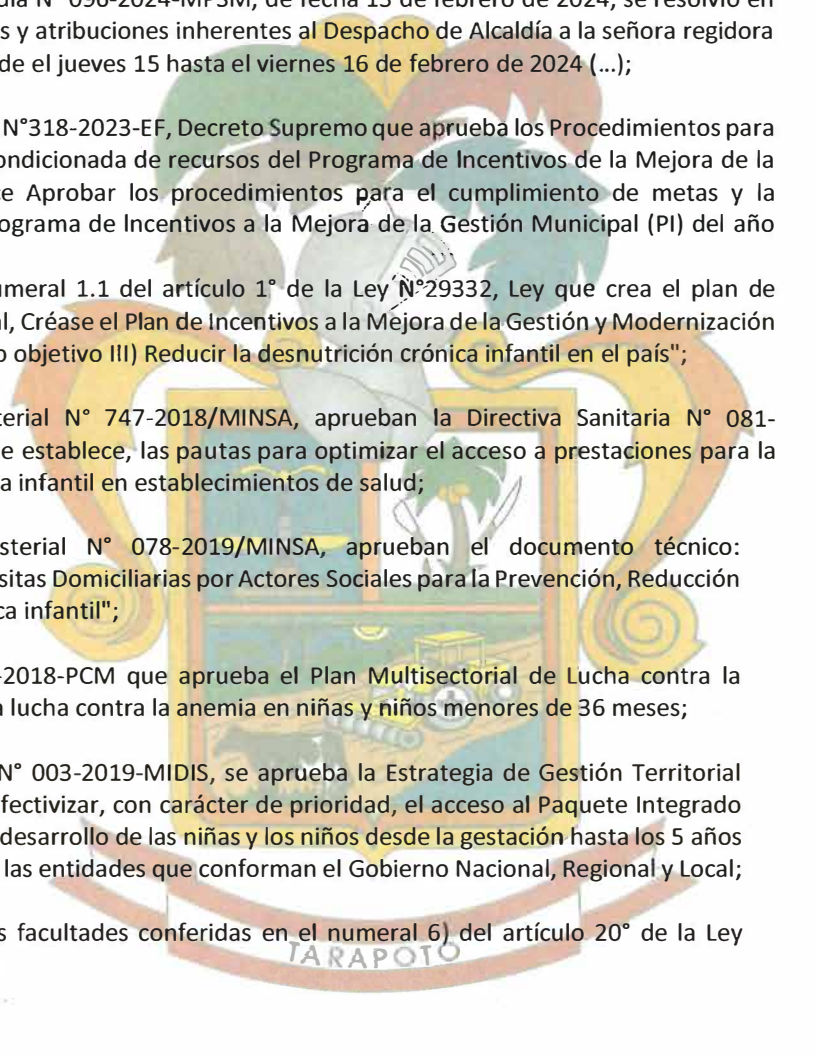 día N° 096-2024-MPSM, de fecha 13 de febrero de 2024, se resolvió en
s y atribuciones inherentes al Despacho de Alcaldía a la señora regidora
de el jueves 15 hasta el viernes 16 de febrero de 2024 (...);
N°318-2023-EF, Decreto Supremo que aprueba los Procedimientos para
ondicionada de recursos del Programa de Incentivos de la Mejora de la
e Aprobar los procedimientos para el cumplimiento de metas y la
ograma de Incentivos a la Mejora de la Gestión Municipal (PI) del año
umeral 1.1 del artículo 1° de la Ley N°29332, Ley que crea el plan de
l, Créase el Plan de Incentivos a la Mejora de la Gestión y Modernización
o objetivo III) Reducir la desnutrición crónica infantil en el país";
terial N° 747-2018/MINSA, aprueban la Directiva Sanitaria N° 081-
e establece, las pautas para optimizar el acceso a prestaciones para la
a infantil en establecimientos de salud;
sterial N° 078-2019/MINSA, aprueban el documento técnico:
sitas Domiciliarias por Actores Sociales para la Prevención, Reducción
ca infantil";
-2018-PCM que aprueba el Plan Multisectorial de Lucha contra la
a lucha contra la anemia en niñas y niños menores de 36 meses;
N° 003-2019-MIDIS, se aprueba la Estrategia de Gestión Territorial
fectivizar, con carácter de prioridad, el acceso al Paquete Integrado
desarrollo de las niñas y los niños desde la gestación hasta los 5 años
las entidades que conforman el Gobierno Nacional, Regional y Local;
s facultades conferidas en el numeral 6) del artículo 20° de la Ley
TARAPOTO